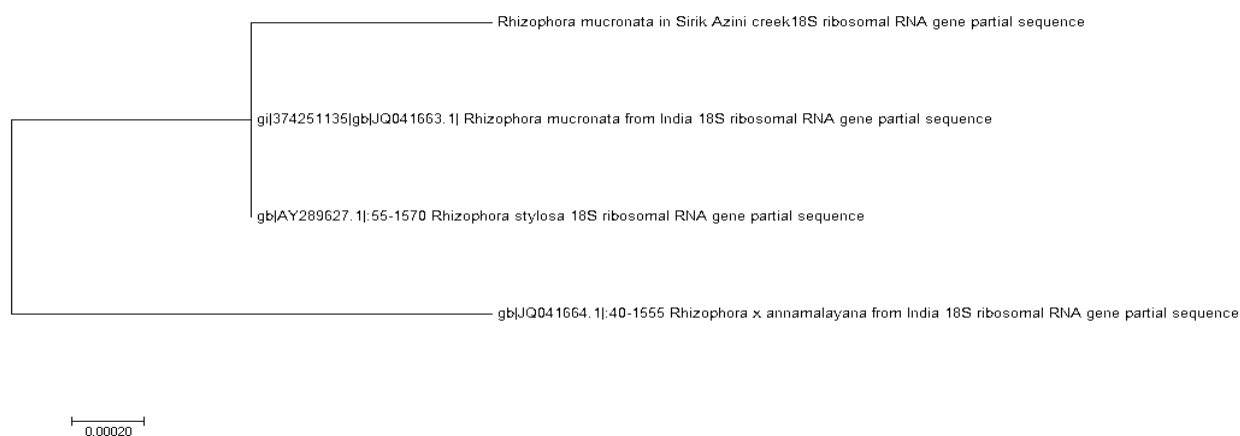 Rhizophora mucronata in Sirik Azini creek18S ribosomal RNA gene partial sequence
gi|374251135|gb|JQ041663.1| Rhizophora mucronata from India 18S ribosomal RNA gene partial sequence
gb|AY289627.1|:55-1570 Rhizophora stylosa 18S ribosomal RNA gene partial sequence
gb|JQ041664.1|:40-1555 Rhizophora x annamalayana from India 18S ribosomal RNA gene partial sequence
0.00020